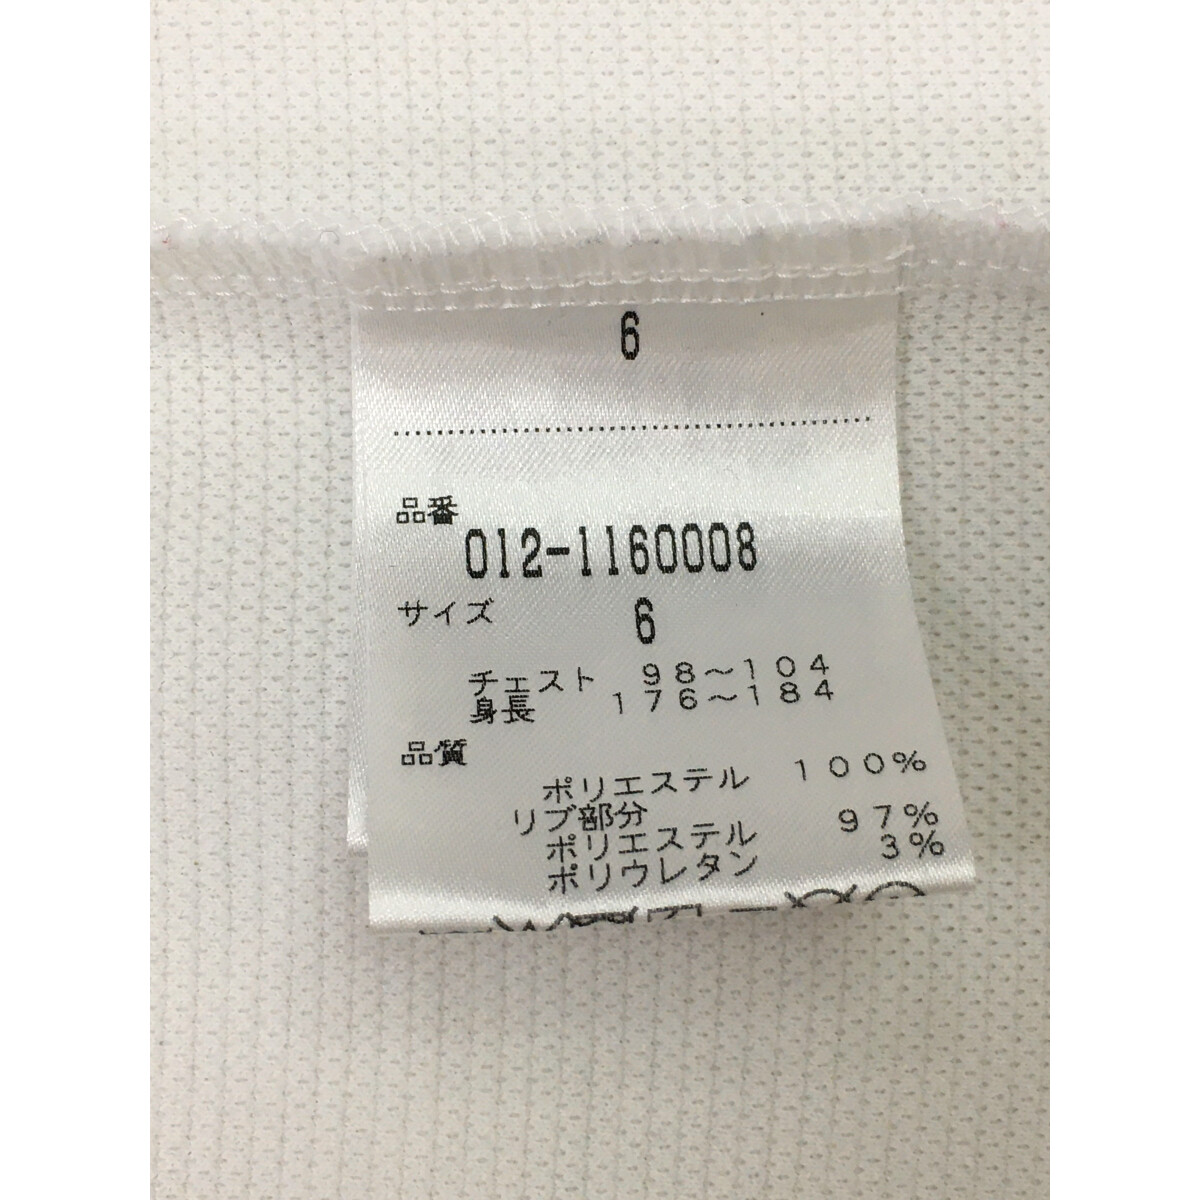 6
品番
012-1160008
サイズ 6
チェスト 98～104
身長 176～184
品質
ポリエステル 100%
リブ部分
ポリエステル 97%
ポリウレタン 3%